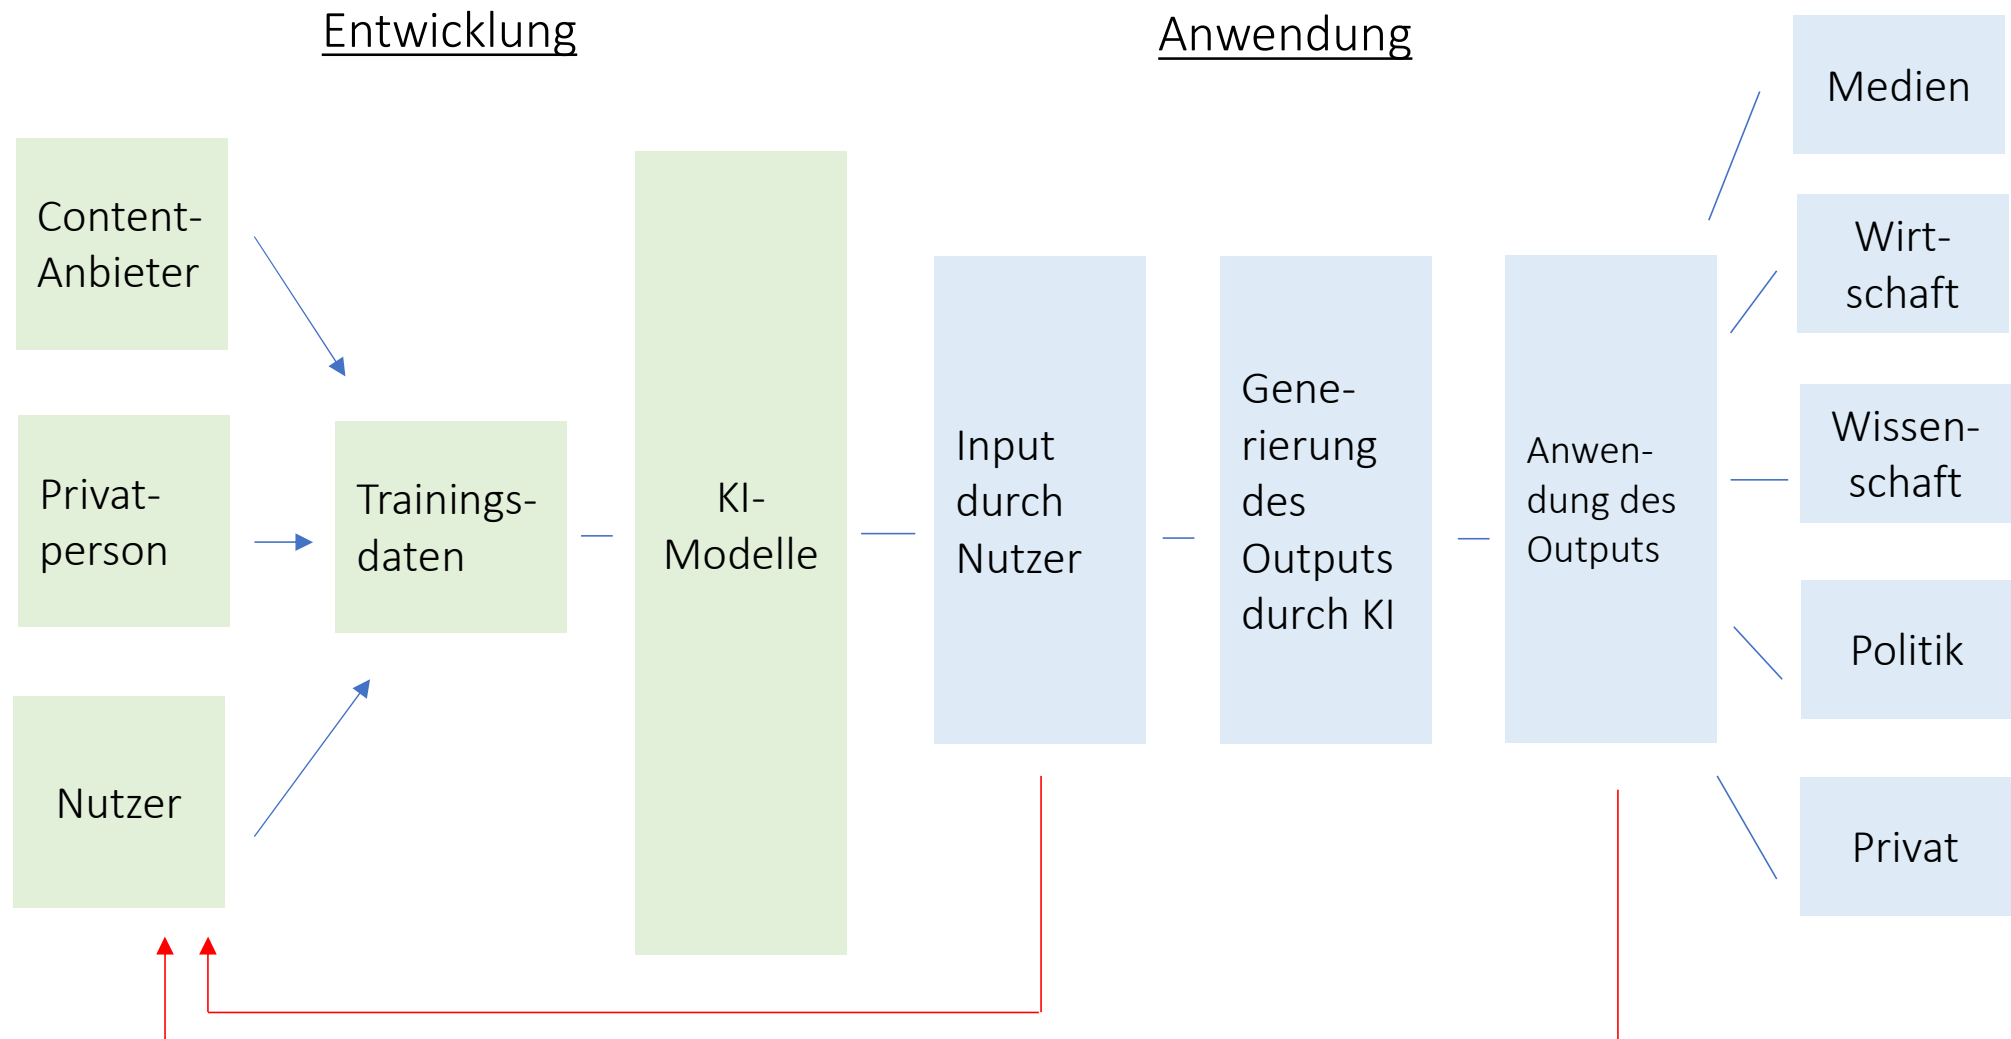 Entwicklung
Anwendung
Content-
Anbieter
Privat-
person
Nutzer
Trainings-
daten
KI-
Modelle
Input
durch
Nutzer
Gene-
rierung
des
Outputs
durch KI
Anwen-
dung des
Outputs
Medien
Wirt-
schaft
Wissen-
schaft
Politik
Privat